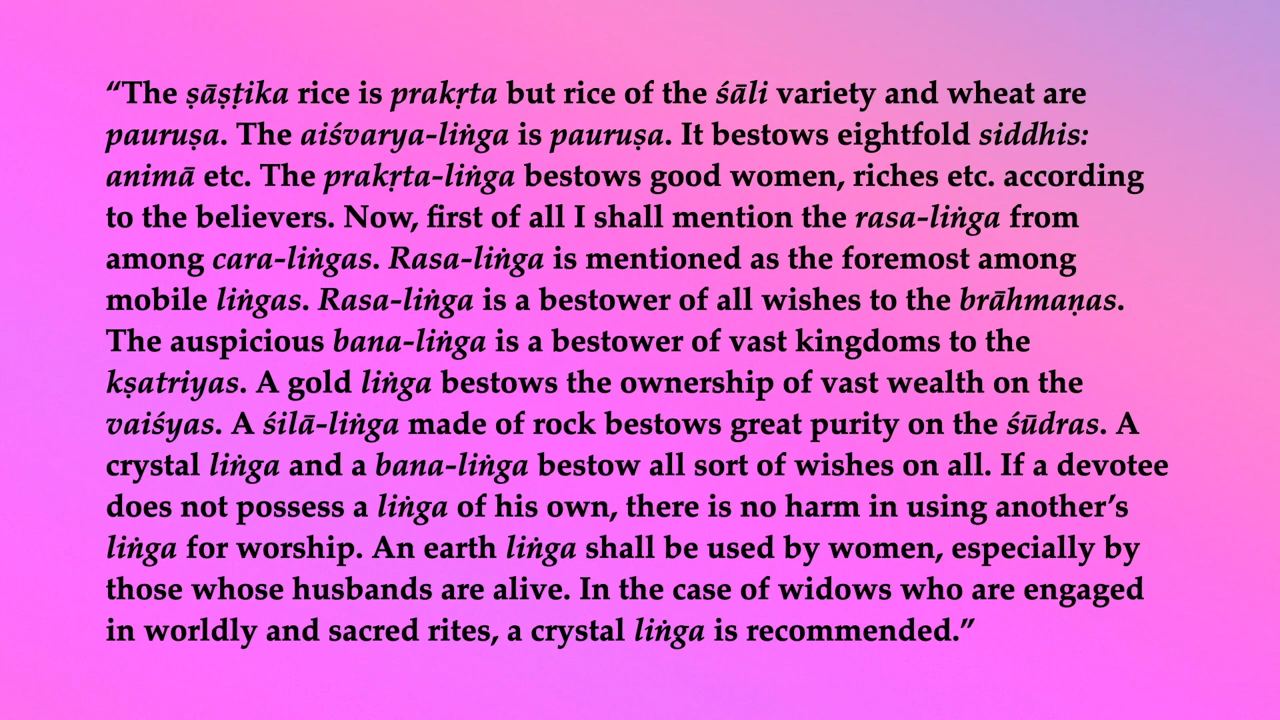 “The ṣāṣṭika rice is prakṛta but rice of the śāli variety and wheat are
pauruṣa. The aiśvarya-liṅga is pauruṣa. It bestows eightfold siddhis:
animā etc. The prakṛta-liṅga bestows good women, riches etc. according
to the believers. Now, first of all I shall mention the rasa-liṅga from
among cara-liṅgas. Rasa-liṅga is mentioned as the foremost among
mobile liṅgas. Rasa-liṅga is a bestower of all wishes to the brāhmaṇas.
The auspicious bana-liṅga is a bestower of vast kingdoms to the
kṣatriyas. A gold liṅga bestows the ownership of vast wealth on the
vaiśyas. A śilā-liṅga made of rock bestows great purity on the śūdras. A
crystal liṅga and a bana-liṅga bestow all sort of wishes on all. If a devotee
does not possess a liṅga of his own, there is no harm in using another’s
liṅga for worship. An earth liṅga shall be used by women, especially by
those whose husbands are alive. In the case of widows who are engaged
in worldly and sacred rites, a crystal liṅga is recommended.”